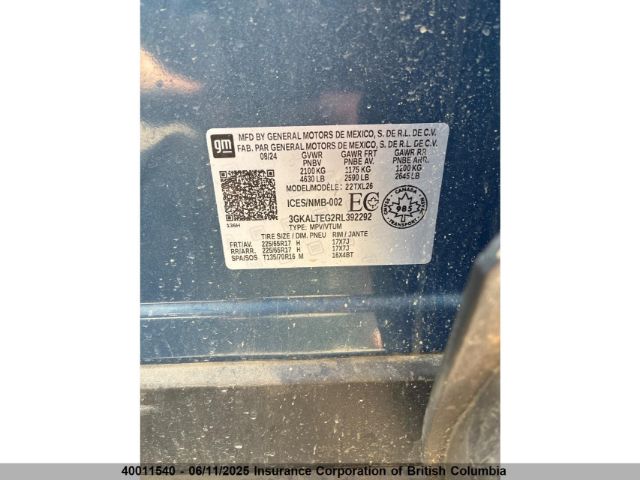 gm
MFD BY GENERAL MOTORS DE MEXICO, S. DE R.L. DE C.V.
FAB. PAR GENERAL MOTORS DE MEXICO, S. DE R.L. DE C.V.
08/24 GVWR GAWR FRT GAWR RR
PNBV PNBE AV. PNBE ARR.
2100 KG 1175 KG 1200 KG
4630 LB 2590 LB 2645 LB
MODEL/MODÈLE: 22TXL26
ICES/NMB-002 EC 985
3GKALTEG2RL392292
TYPE: MPV/VTUM
TIRE SIZE / DIM. PNEU RIM / JANTE
FRT/AV. 225/65R17 H 17X7J
RR/ARR. 225/65R17 H 17X7J
SPA/SOS T135/70R16 M 16X4BT
40011540 - 06/11/2025 Insurance Corporation of British Columbia